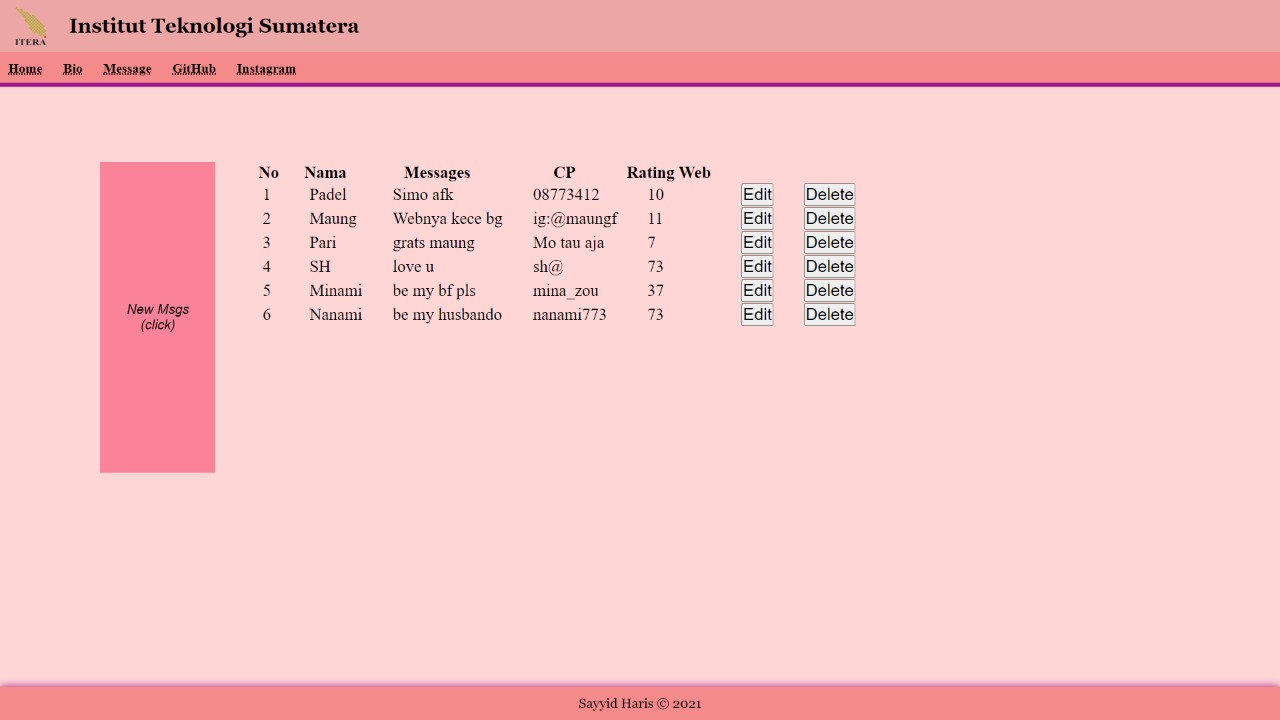 ITERA
Institut Teknologi Sumatera
Home Bio Message GitHub Instagram
New Msgs
(click)
No Nama Messages CP Rating Web
1 Padel Simo afk 08773412 10 Edit Delete
2 Maung Webnya kece bg ig:@maungf 11 Edit Delete
3 Pari grats maung Mo tau aja 7 Edit Delete
4 SH love u sh@ 73 Edit Delete
5 Minami be my bf pls mina_zou 37 Edit Delete
6 Nanami be my husbando nanami773 73 Edit Delete
Sayyid Haris © 2021